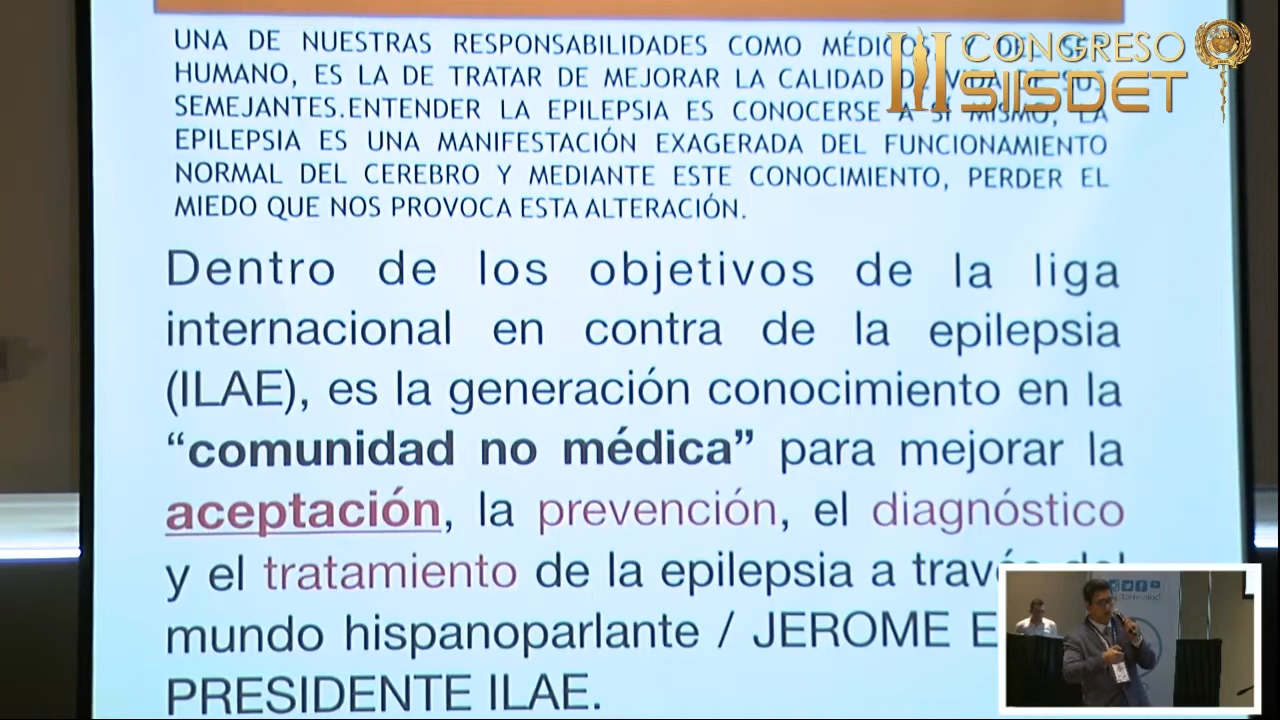 UNA DE NUESTRAS RESPONSABILIDADES COMO MÉDICOS Y DE SER
HUMANO, ES LA DE TRATAR DE MEJORAR LA CALIDAD DE VIDA DE
SEMEJANTES.ENTENDER LA EPILEPSIA ES CONOCERSE A SÍ MISMO, LA
EPILEPSIA ES UNA MANIFESTACIÓN EXAGERADA DEL FUNCIONAMIENTO
NORMAL DEL CEREBRO Y MEDIANTE ESTE CONOCIMIENTO, PERDER EL
MIEDO QUE NOS PROVOCA ESTA ALTERACIÓN.
Dentro de los objetivos de la liga
internacional en contra de la epilepsia
(ILAE), es la generación conocimiento en la
“comunidad no médica” para mejorar la
aceptación, la prevención, el diagnóstico
y el tratamiento de la epilepsia a través del
mundo hispanoparlante / JEROME
PRESIDENTE ILAE.
III CONGRESO
SIISDET